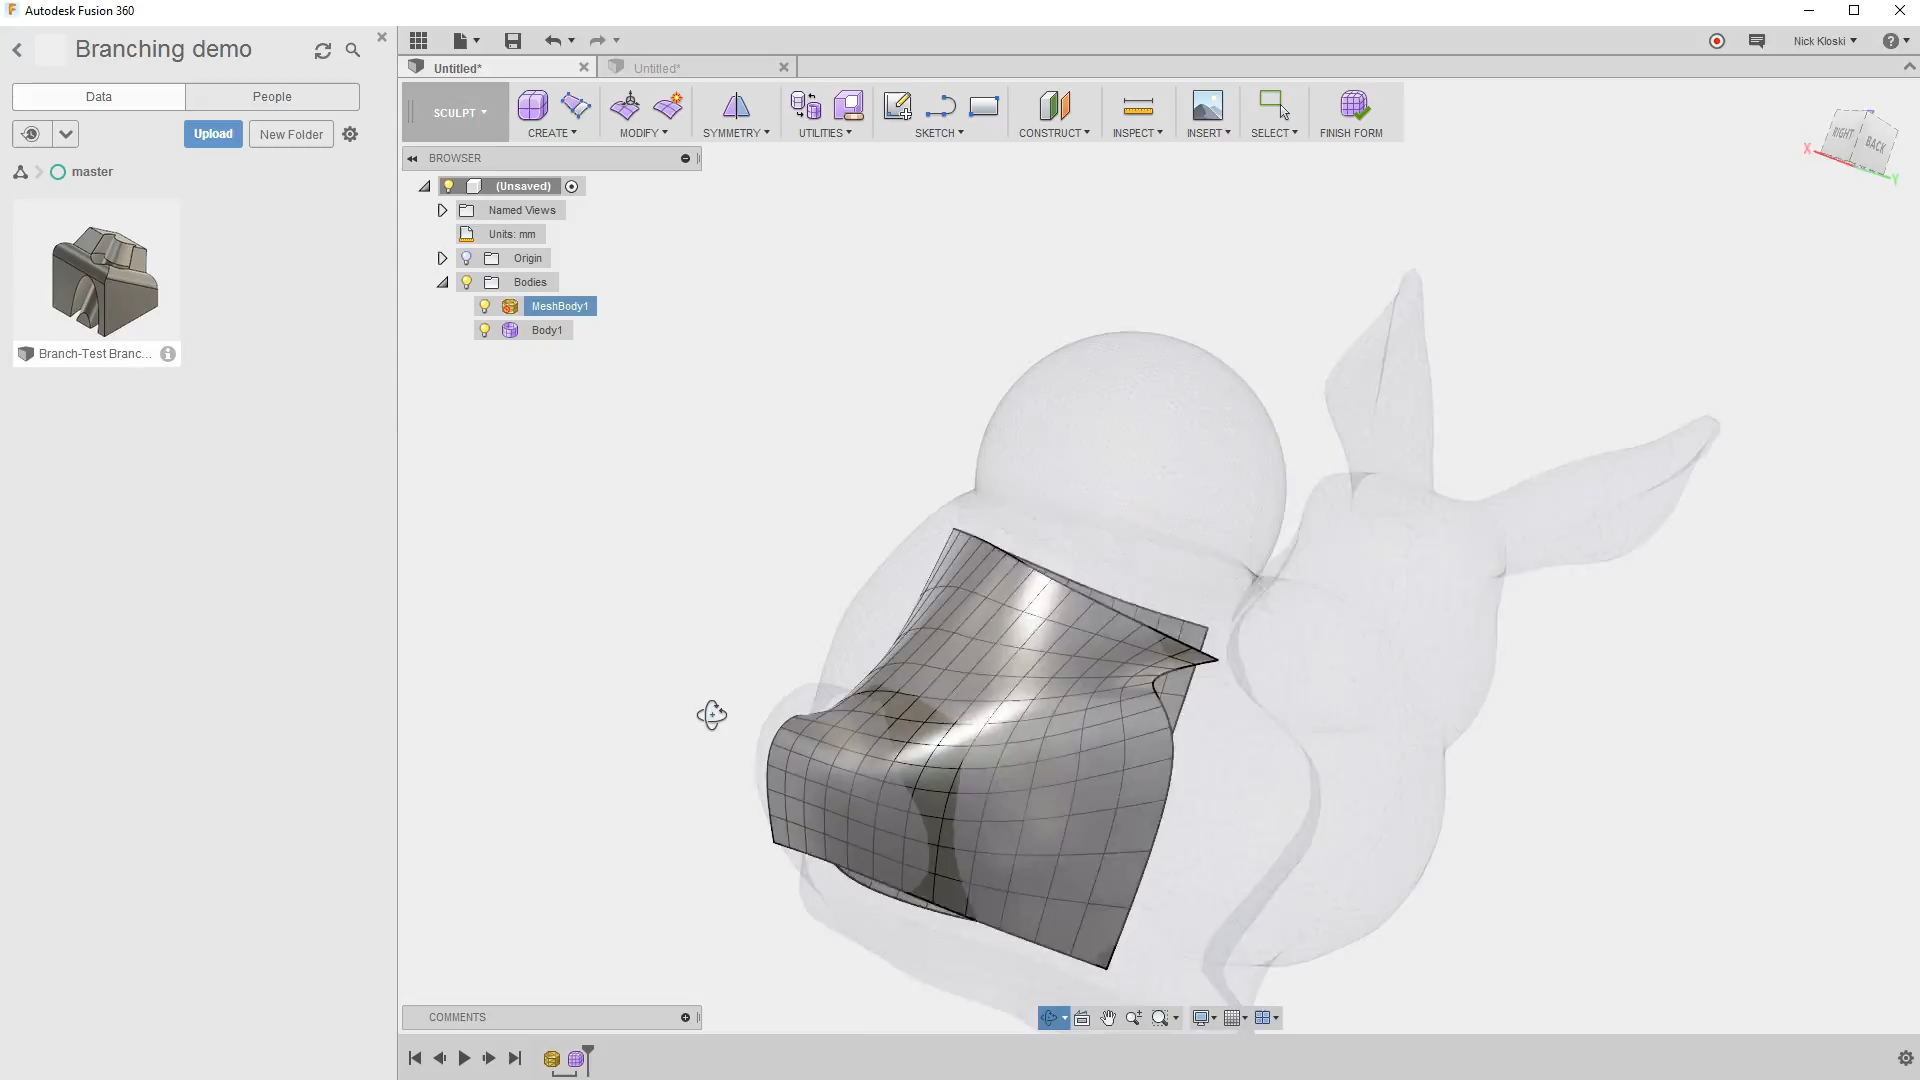 Autodesk Fusion 360
Branching demo
Data
People
Upload
New Folder
master
Branch-Test Branc...
Nick Kloski
Untitled*
Untitled*
SCULPT
CREATE
MODIFY
SYMMETRY
UTILITIES
SKETCH
CONSTRUCT
INSPECT
INSERT
SELECT
FINISH FORM
BROWSER
(Unsaved)
Named Views
Units: mm
Origin
Bodies
MeshBody1
Body1
RIGHT
BACK
X
Y
COMMENTS